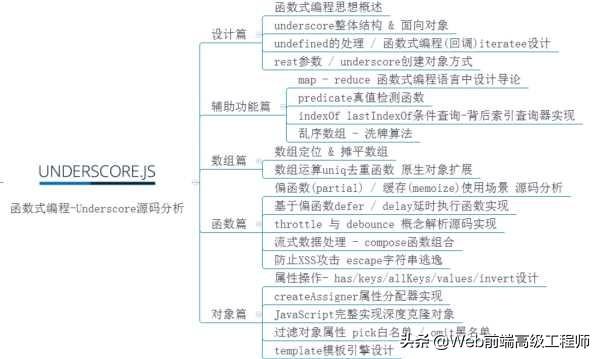 函数式编程思想概述
设计篇
underscore整体结构 & 面向对象
undefined的处理 / 函数式编程(回调)iteratee设计
rest参数 / underscore创建对象方式
map - reduce 函数式编程语言中设计导论
辅助功能篇
predicate真值检测函数
indexOf lastIndexOf条件查询-背后索引查询器实现
乱序数组 - 洗牌算法
UNDERSCORE.JS
数组篇
数组定位 & 摊平数组
数组运算uniq去重函数 原生对象扩展
函数式编程-Underscore源码分析
偏函数(partial) / 缓存(memoize)使用场景 源码分析
函数篇
基于偏函数defer / delay延时执行函数实现
throttle 与 debounce 概念解析源码实现
流式数据处理 - compose函数组合
防止XSS攻击 escape字符串逃逸
属性操作- has/keys/allKeys/values/invert设计
对象篇
createAssigner属性分配器实现
JavaScript完整实现深度克隆对象
过滤对象属性 pick白名单 / omit黑名单
template模板引擎设计
头条 @Web前端高级工程师